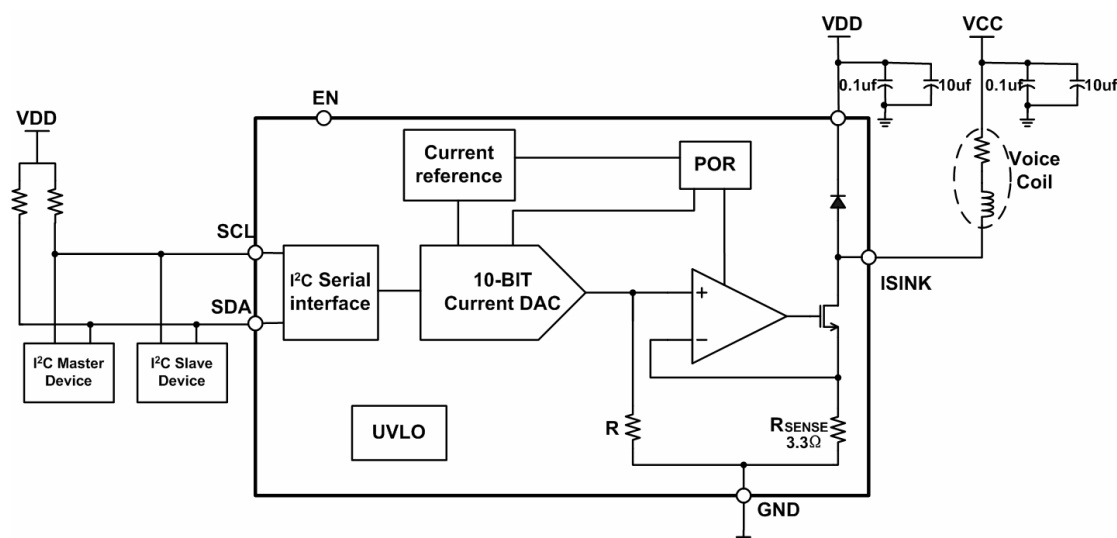 VDD
VCC
0.1uf
10uf
0.1uf
10uf
EN
VDD
Voice
Coil
Current
reference
POR
SCL
I²C Serial
interface
10-BIT
Current DAC
+
−
ISINK
SDA
I²C Master
Device
I²C Slave
Device
UVLO
R
RSENSE
3.3Ω
GND